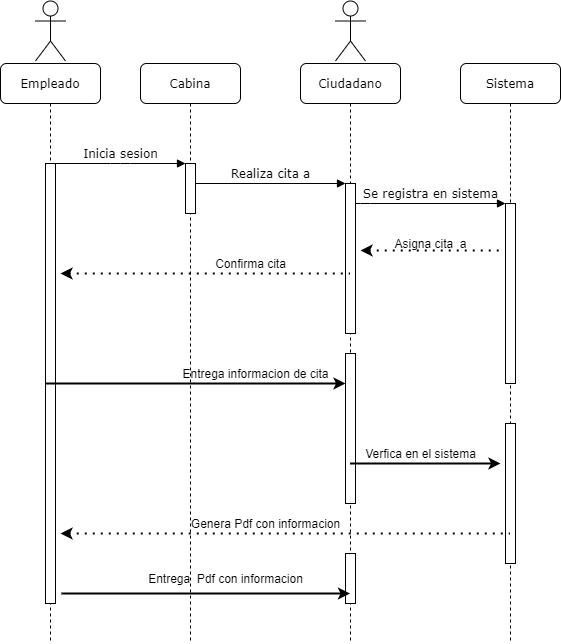 Empleado
Cabina
Ciudadano
Sistema
Inicia sesion
Realiza cita a
Se registra en sistema
Asigna cita a
Confirma cita
Entrega informacion de cita
Verfica en el sistema
Genera Pdf con informacion
Entrega Pdf con informacion